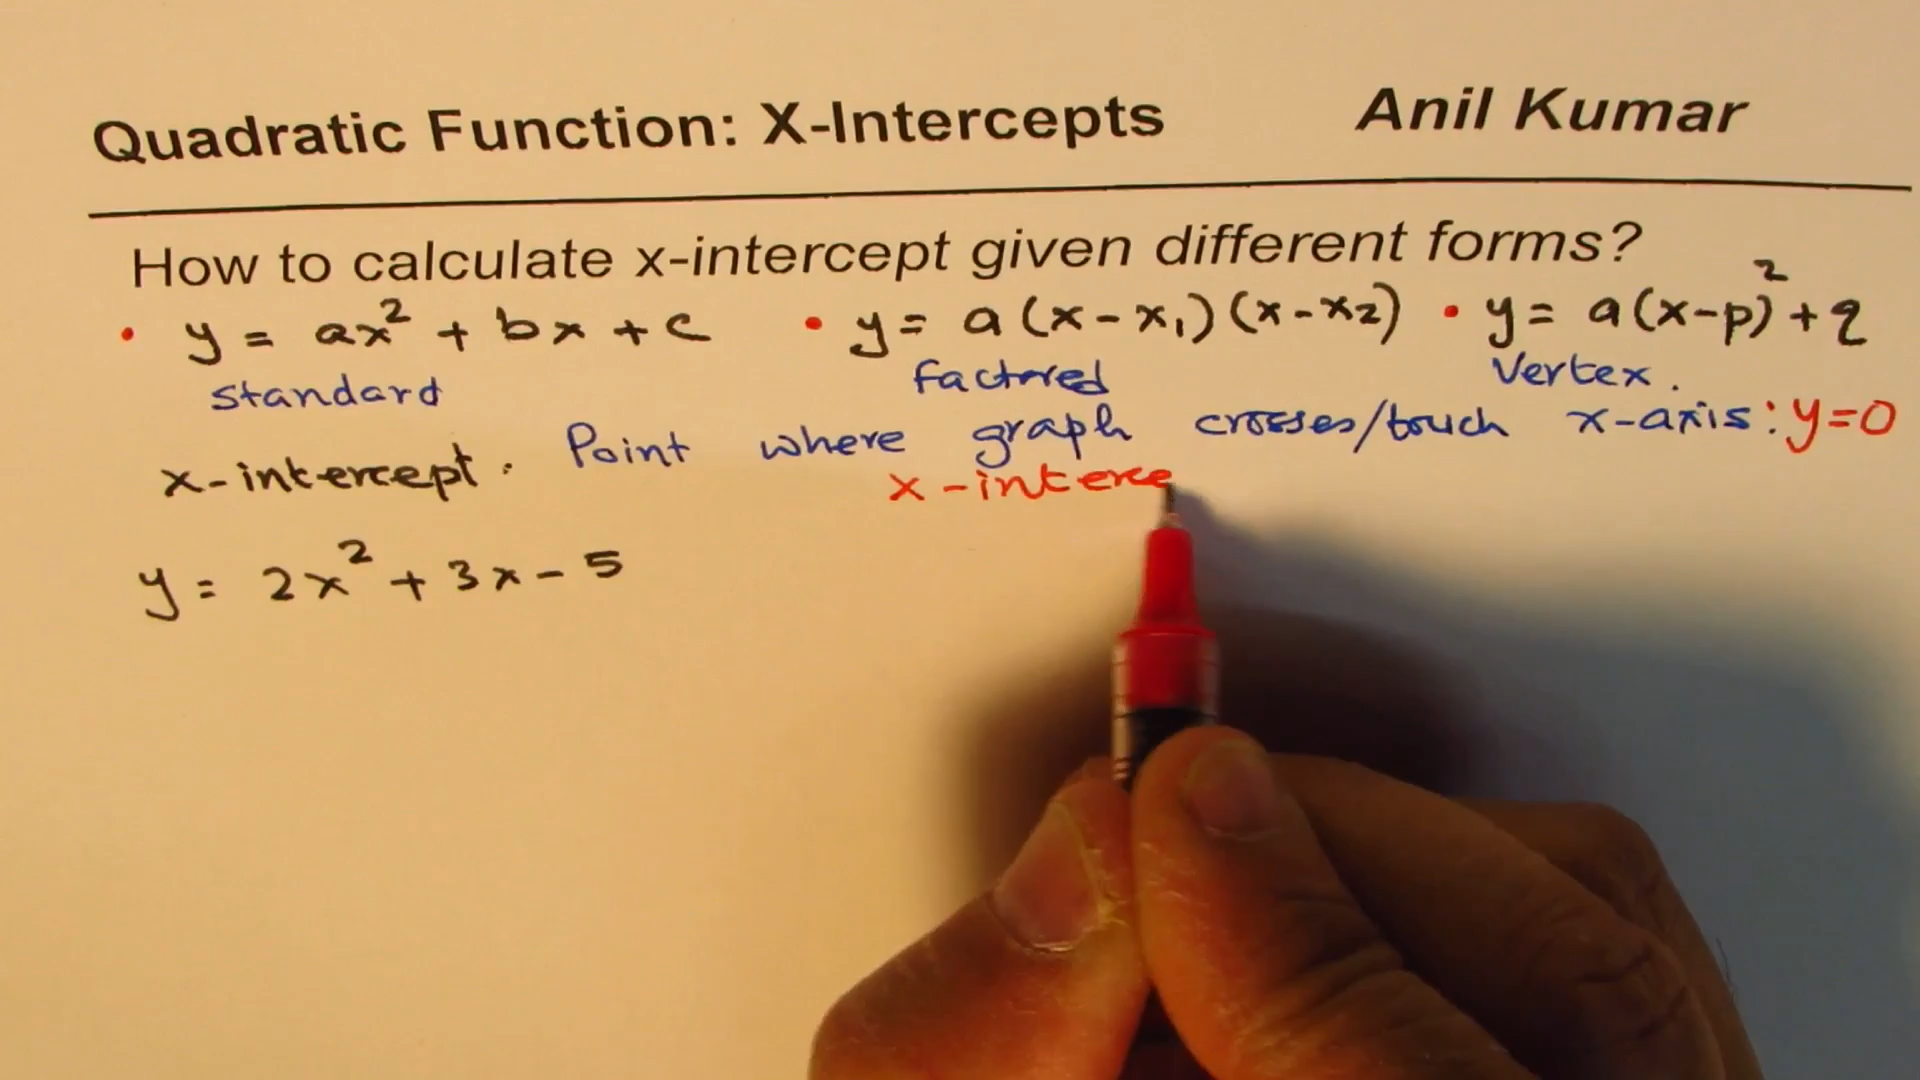 Quadratic Function: X-Intercepts Anil Kumar
How to calculate x-intercept given different forms?
• y = ax² + bx + c • y = a(x-x₁)(x-x₂) • y = a(x-p)² + q
Standard Factored Vertex.
x-intercept. Point where graph crosses/touch x-axis: y=0
x-interce
y = 2x² + 3x - 5